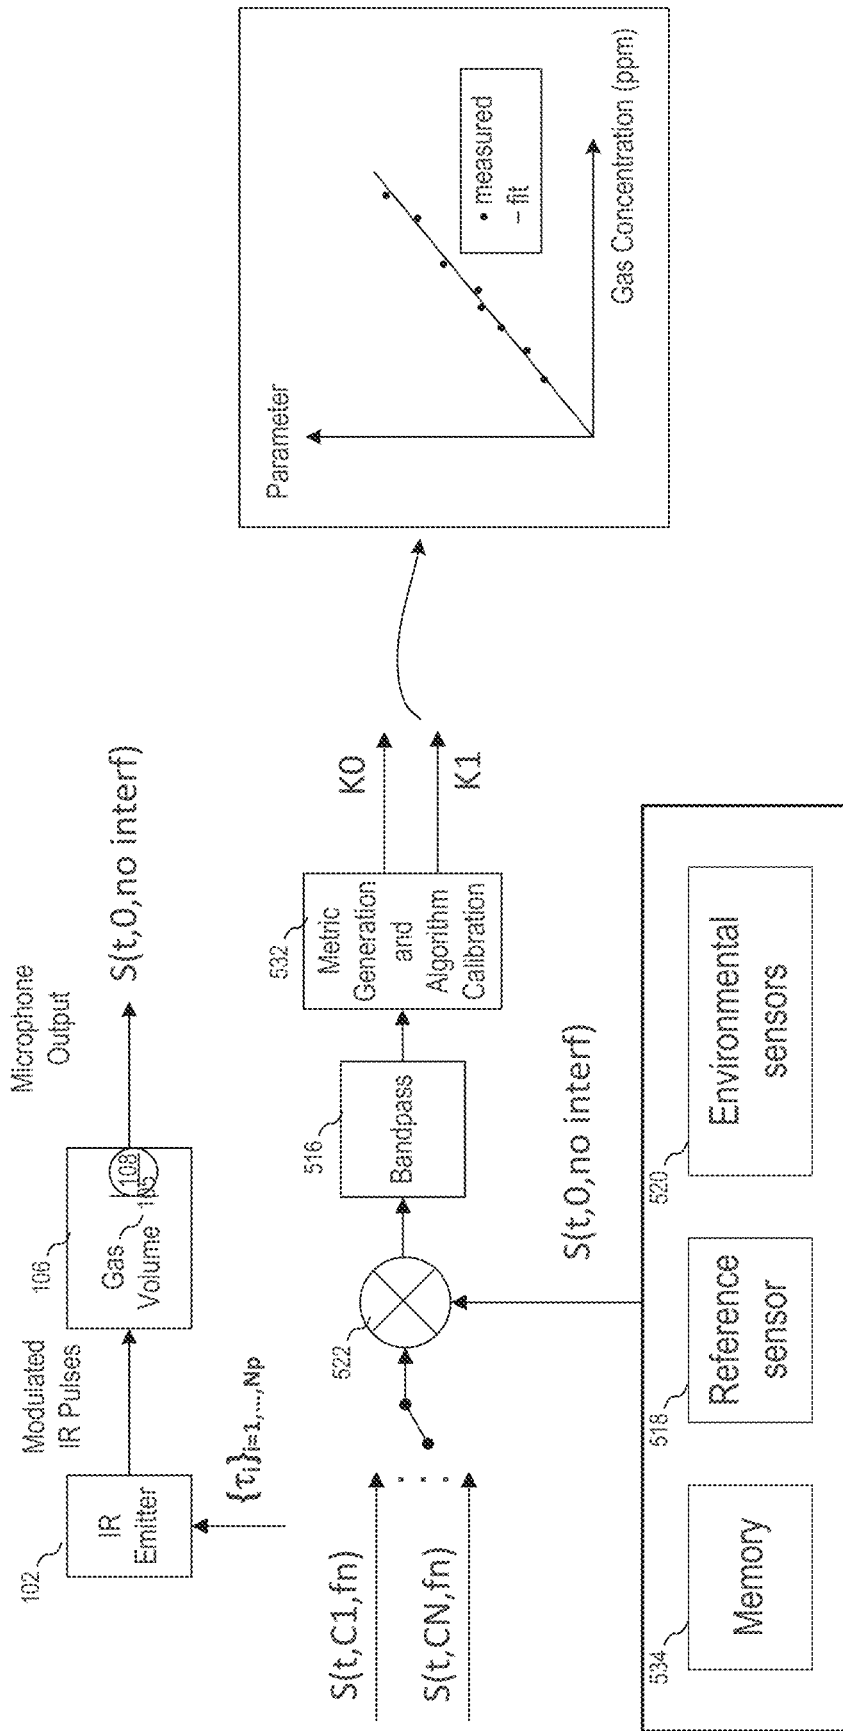 Microphone
Output
Modulated
IR Pulses
106
102
IR
Emitter
Gas
Volume
105
108
S(t,0,no interf)
{τi}i=1,...,Np
S(t,C1,fn)
S(t,CN,fn)
522
516
Bandpass
532
Metric
Generation
and
Algorithm
Calibration
K0
K1
S(t,0,no interf)
534
Memory
518
Reference
sensor
520
Environmental
sensors
Parameter
• measured
– fit
Gas Concentration (ppm)